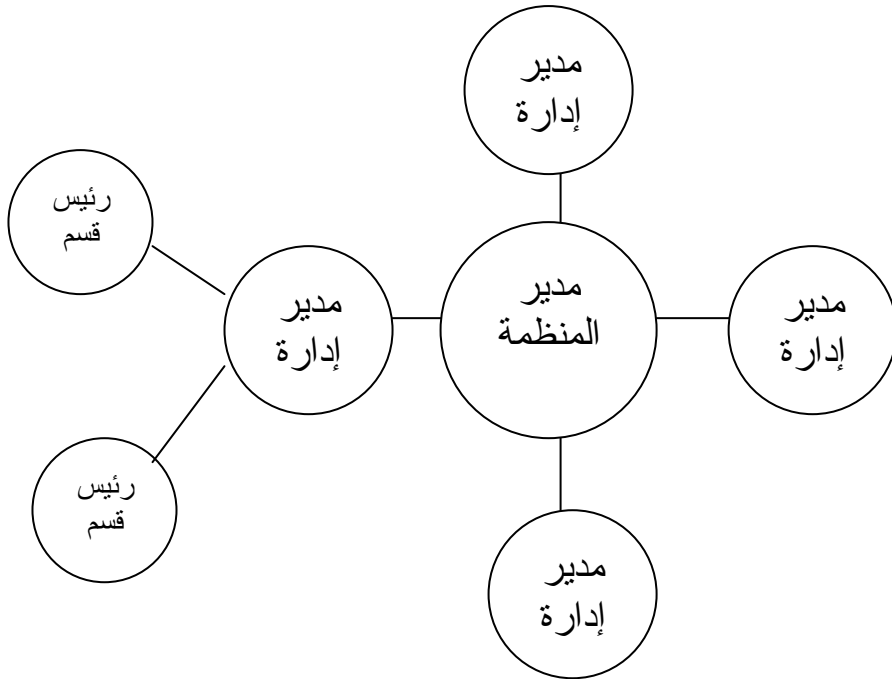 مدير
إدارة
رئيس
قسم
مدير
المنظمة
مدير
إدارة
مدير
إدارة
رئيس
قسم
مدير
إدارة